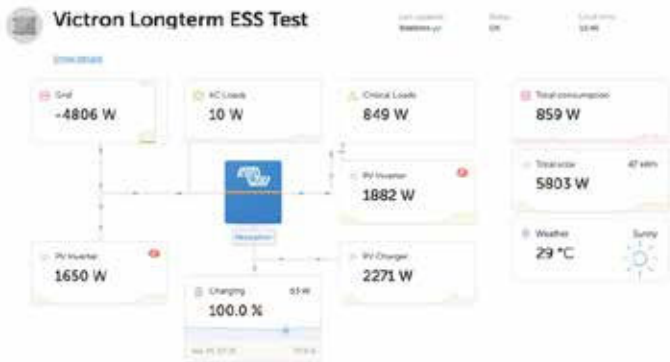 Victron Longterm ESS Test
Grid
-4806 W
AC Loads
10 W
Critical Loads
849 W
Total consumption
859 W
PV Inverter
1882 W
Total solar
5803 W
PV Inverter
1650 W
Charging
100.0 %
PV Charger
2271 W
Weather
Sunny
29 °C